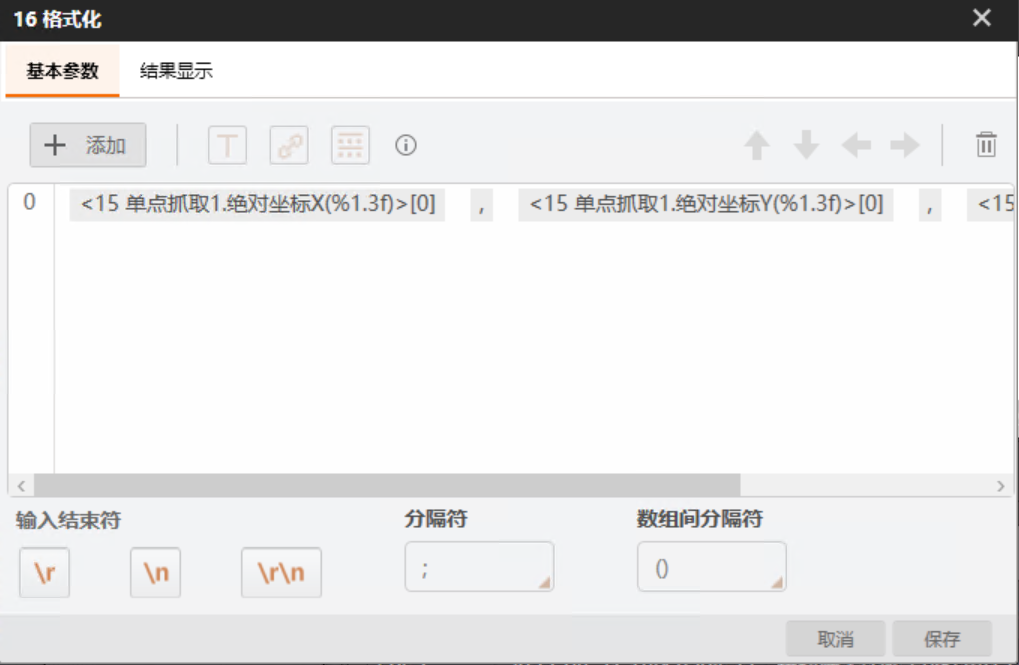 16 格式化
基本参数 结果显示
添加
0 <15 单点抓取1.绝对坐标X(%1.3f)>[0] , <15 单点抓取1.绝对坐标Y(%1.3f)>[0] , <15
输入结束符 分隔符 数组间分隔符
\r \n \r\n ; ()
取消 保存